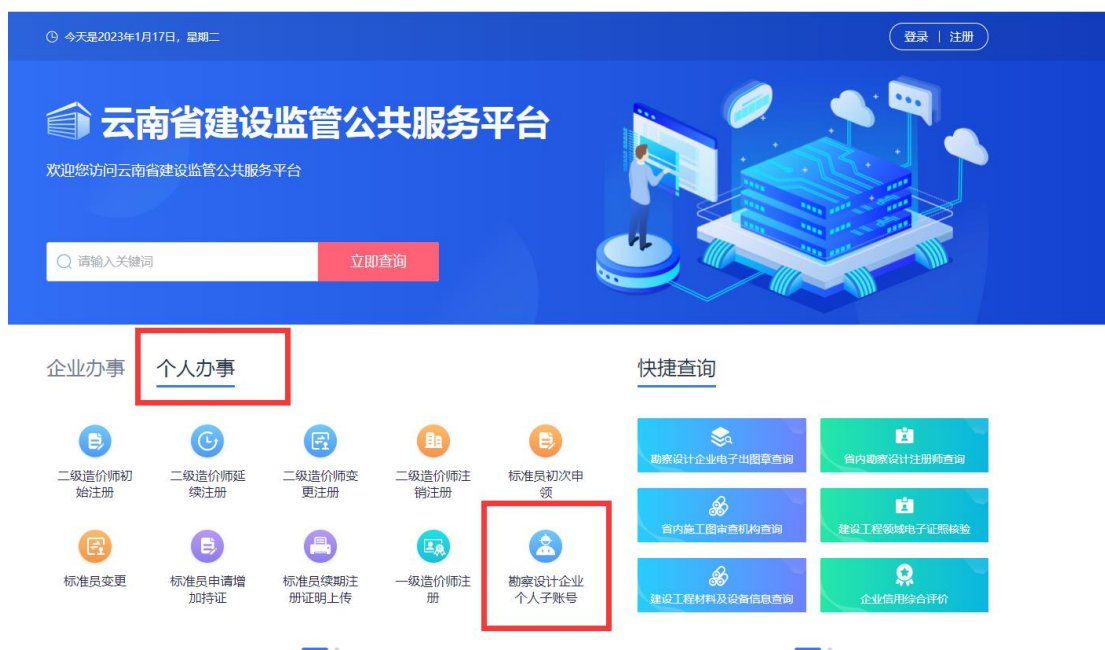 今天是2023年1月17日，星期二
登录 | 注册
云南省建设监管公共服务平台
欢迎您访问云南省建设监管公共服务平台
请输入关键词
立即查询
企业办事 个人办事
快捷查询
二级造价师初
始注册
二级造价师延
续注册
二级造价师变
更注册
二级造价师注
销注册
标准员初次申
领
标准员变更
标准员申请增
加持证
标准员续期注
册证明上传
一级造价师注
册
勘察设计企业
个人子账号
勘察设计企业电子出图章查询
省内勘察设计注册师查询
省内施工图审查机构查询
建设工程领域电子证照核验
建设工程材料及设备信息查询
企业信用综合评价